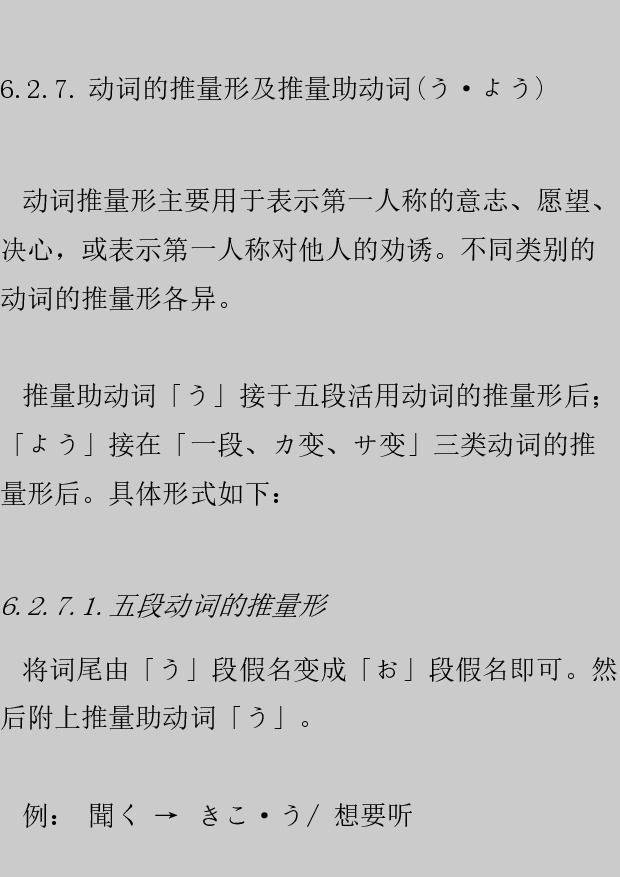 6.2.7. 动词的推量形及推量助动词(う・よう)
动词推量形主要用于表示第一人称的意志、愿望、
决心，或表示第一人称对他人的劝诱。不同类别的
动词的推量形各异。
推量助动词「う」接于五段活用动词的推量形后；
「よう」接在「一段、カ变、サ变」三类动词的推
量形后。具体形式如下：
6.2.7.1.五段动词的推量形
将词尾由「う」段假名变成「お」段假名即可。然
后附上推量助动词「う」。
例： 聞く → きこ・う/ 想要听